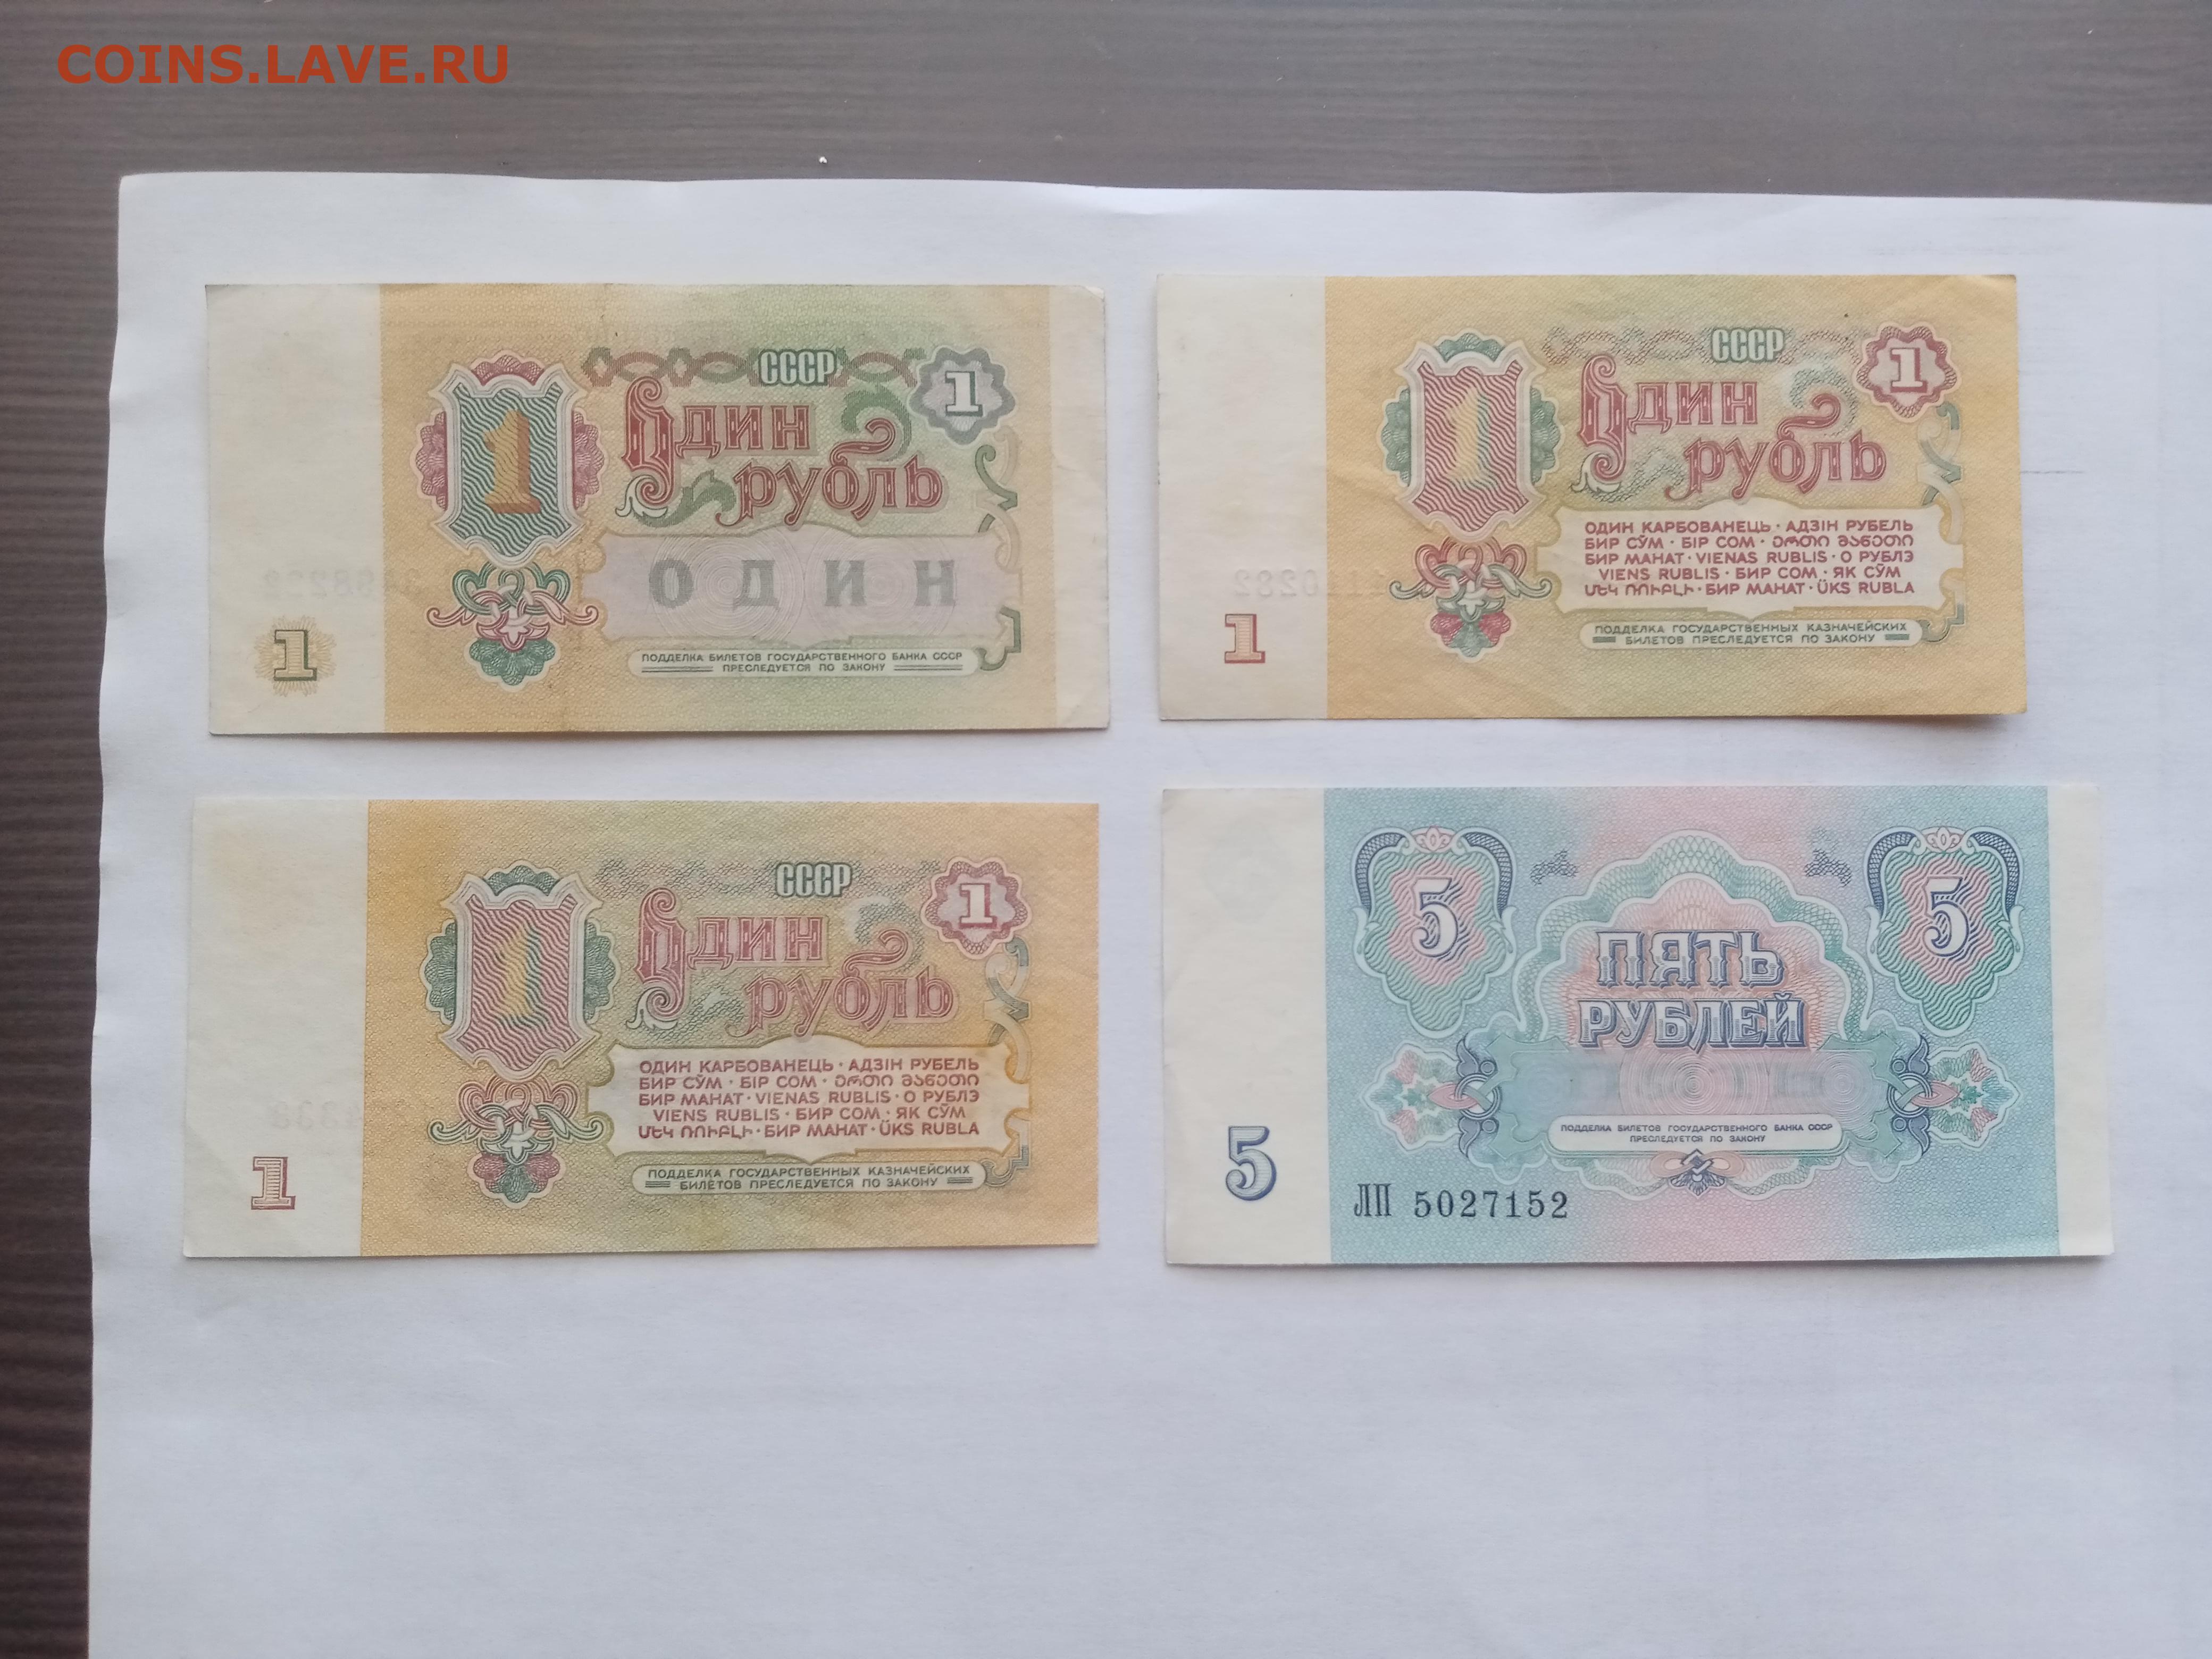 COINS.LAVE.RU
1
СССР
1
Один
рубль
ОДИН
1
ПОДДЕЛКА БИЛЕТОВ ГОСУДАРСТВЕННОГО БАНКА СССР
ПРЕСЛЕДУЕТСЯ ПО ЗАКОНУ
1
СССР
1
Один
рубль
ОДИН КАРБОВАНЕЦЬ · АДЗІН РУБЕЛЬ
БИР СЎМ · БІР СОМ · ᲔᲠᲗᲘ ᲛᲐᲜᲔᲗᲘ
БИР МАНАТ · VIENAS RUBLIS · О РУБЛЭ
VIENS RUBLIS · БИР СОМ · ЯК СӮМ
ՄԵԿ ՌՈՒԲԼԻ · БИР МАНАТ · ÜKS RUBLA
1
ПОДДЕЛКА ГОСУДАРСТВЕННЫХ КАЗНАЧЕЙСКИХ
БИЛЕТОВ ПРЕСЛЕДУЕТСЯ ПО ЗАКОНУ
1
СССР
1
Один
рубль
ОДИН КАРБОВАНЕЦЬ · АДЗІН РУБЕЛЬ
БИР СЎМ · БІР СОМ · ᲔᲠᲗᲘ ᲛᲐᲜᲔᲗᲘ
БИР МАНАТ · VIENAS RUBLIS · О РУБЛЭ
VIENS RUBLIS · БИР СОМ · ЯК СӮМ
ՄԵԿ ՌՈՒԲԼԻ · БИР МАНАТ · ÜKS RUBLA
1
ПОДДЕЛКА ГОСУДАРСТВЕННЫХ КАЗНАЧЕЙСКИХ
БИЛЕТОВ ПРЕСЛЕДУЕТСЯ ПО ЗАКОНУ
5
5
ПЯТЬ
РУБЛЕЙ
ПОДДЕЛКА БИЛЕТОВ ГОСУДАРСТВЕННОГО БАНКА СССР
ПРЕСЛЕДУЕТСЯ ПО ЗАКОНУ
5
ЛП 5027152